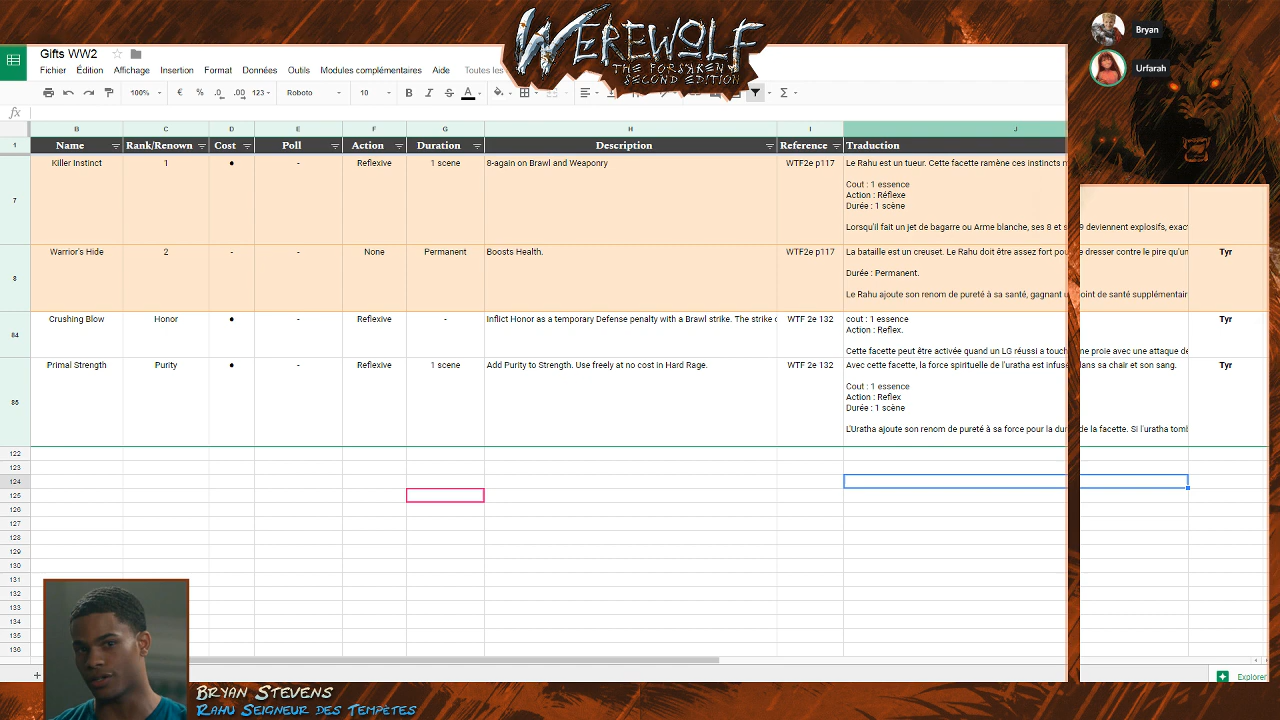 WEREWOLF
THE FORSAKEN
SECOND EDITION
Bryan
Urfarah
Gifts WW2
Fichier Édition Affichage Insertion Format Données Outils Modules complémentaires Aide Toutes les
100% € % .0 .00 123 Roboto 10 B I S A Σ
fx
B C D E F G H I J
1 Name Rank/Renown Cost Poll Action Duration Description Reference Traduction
7 Killer Instinct 1 ● - Reflexive 1 scene 8-again on Brawl and Weaponry WTF2e p117 Le Rahu est un tueur. Cette facette ramène ces instincts
Cout : 1 essence
Action : Réflexe
Durée : 1 scène
Lorsqu'il fait un jet de bagarre ou Arme blanche, ses 8 et 9 deviennent explosifs,
8 Warrior's Hide 2 - - None Permanent Boosts Health. WTF2e p117 La bataille est un creuset. Le Rahu doit être assez fort dresser contre le pire Tyr
Durée : Permanent.
Le Rahu ajoute son renom de pureté à sa santé, gagnant de santé supplémentair
84 Crushing Blow Honor ● - Reflexive - Inflict Honor as a temporary Defense penalty with a Brawl strike. The strike WTF 2e 132 cout : 1 essence Tyr
Action : Reflex.
Cette facette peut être activée quand un LG réussi a touch ne proie avec une attaque de
Primal Strength Purity ● - Reflexive 1 scene Add Purity to Strength. Use freely at no cost in Hard Rage. WTF 2e 132 Avec cette facette, la force spirituelle de l'uratha est infus dans sa chair et son sang. Tyr
Cout : 1 essence
Action : Reflex
Durée : 1 scène
L'Uratha ajoute son renom de pureté à sa force pour la de la facette. SI l'uratha tomb
122
123
124
125
126
127
128
129
130
131
132
133
134
135
136
+
Explorer
Bryan Stevens
Rahu Seigneur des Tempêtes